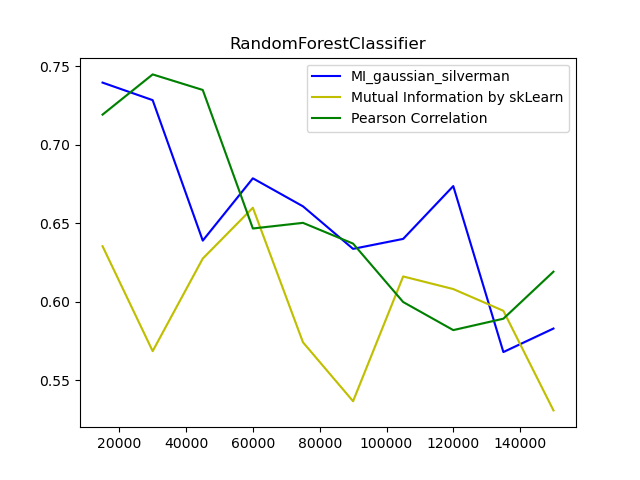 RandomForestClassifier
MI_gaussian_silverman
Mutual Information by skLearn
Pearson Correlation
0.75
0.70
0.65
0.60
0.55
20000 40000 60000 80000 100000 120000 140000